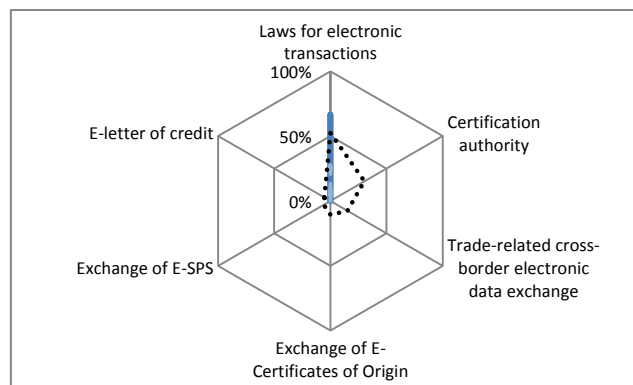 Laws for electronic
transactions
100%
E-letter of credit
50%
Certification
authority
0%
Exchange of E-SPS
Trade-related cross-
border electronic
data exchange
Exchange of E-
Certificates of Origin